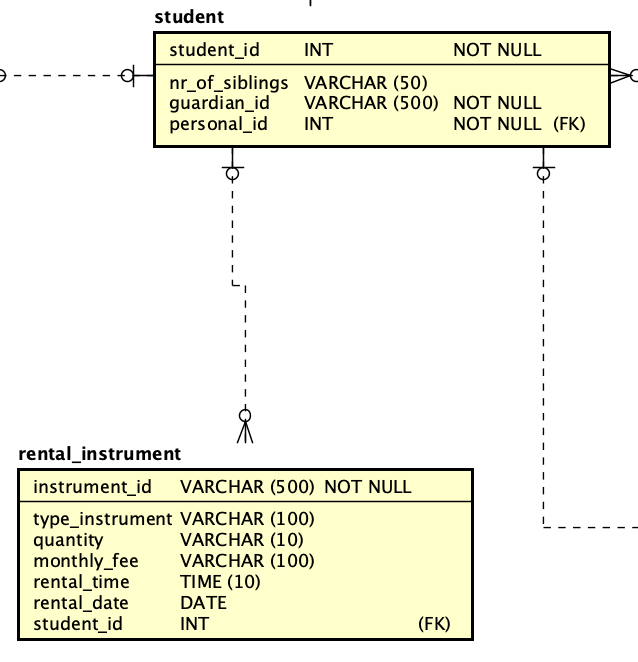 student
student_id INT NOT NULL
nr_of_siblings VARCHAR (50)
guardian_id VARCHAR (500) NOT NULL
personal_id INT NOT NULL (FK)
rental_instrument
instrument_id VARCHAR (500) NOT NULL
type_instrument VARCHAR (100)
quantity VARCHAR (10)
monthly_fee VARCHAR (100)
rental_time TIME (10)
rental_date DATE
student_id INT (FK)